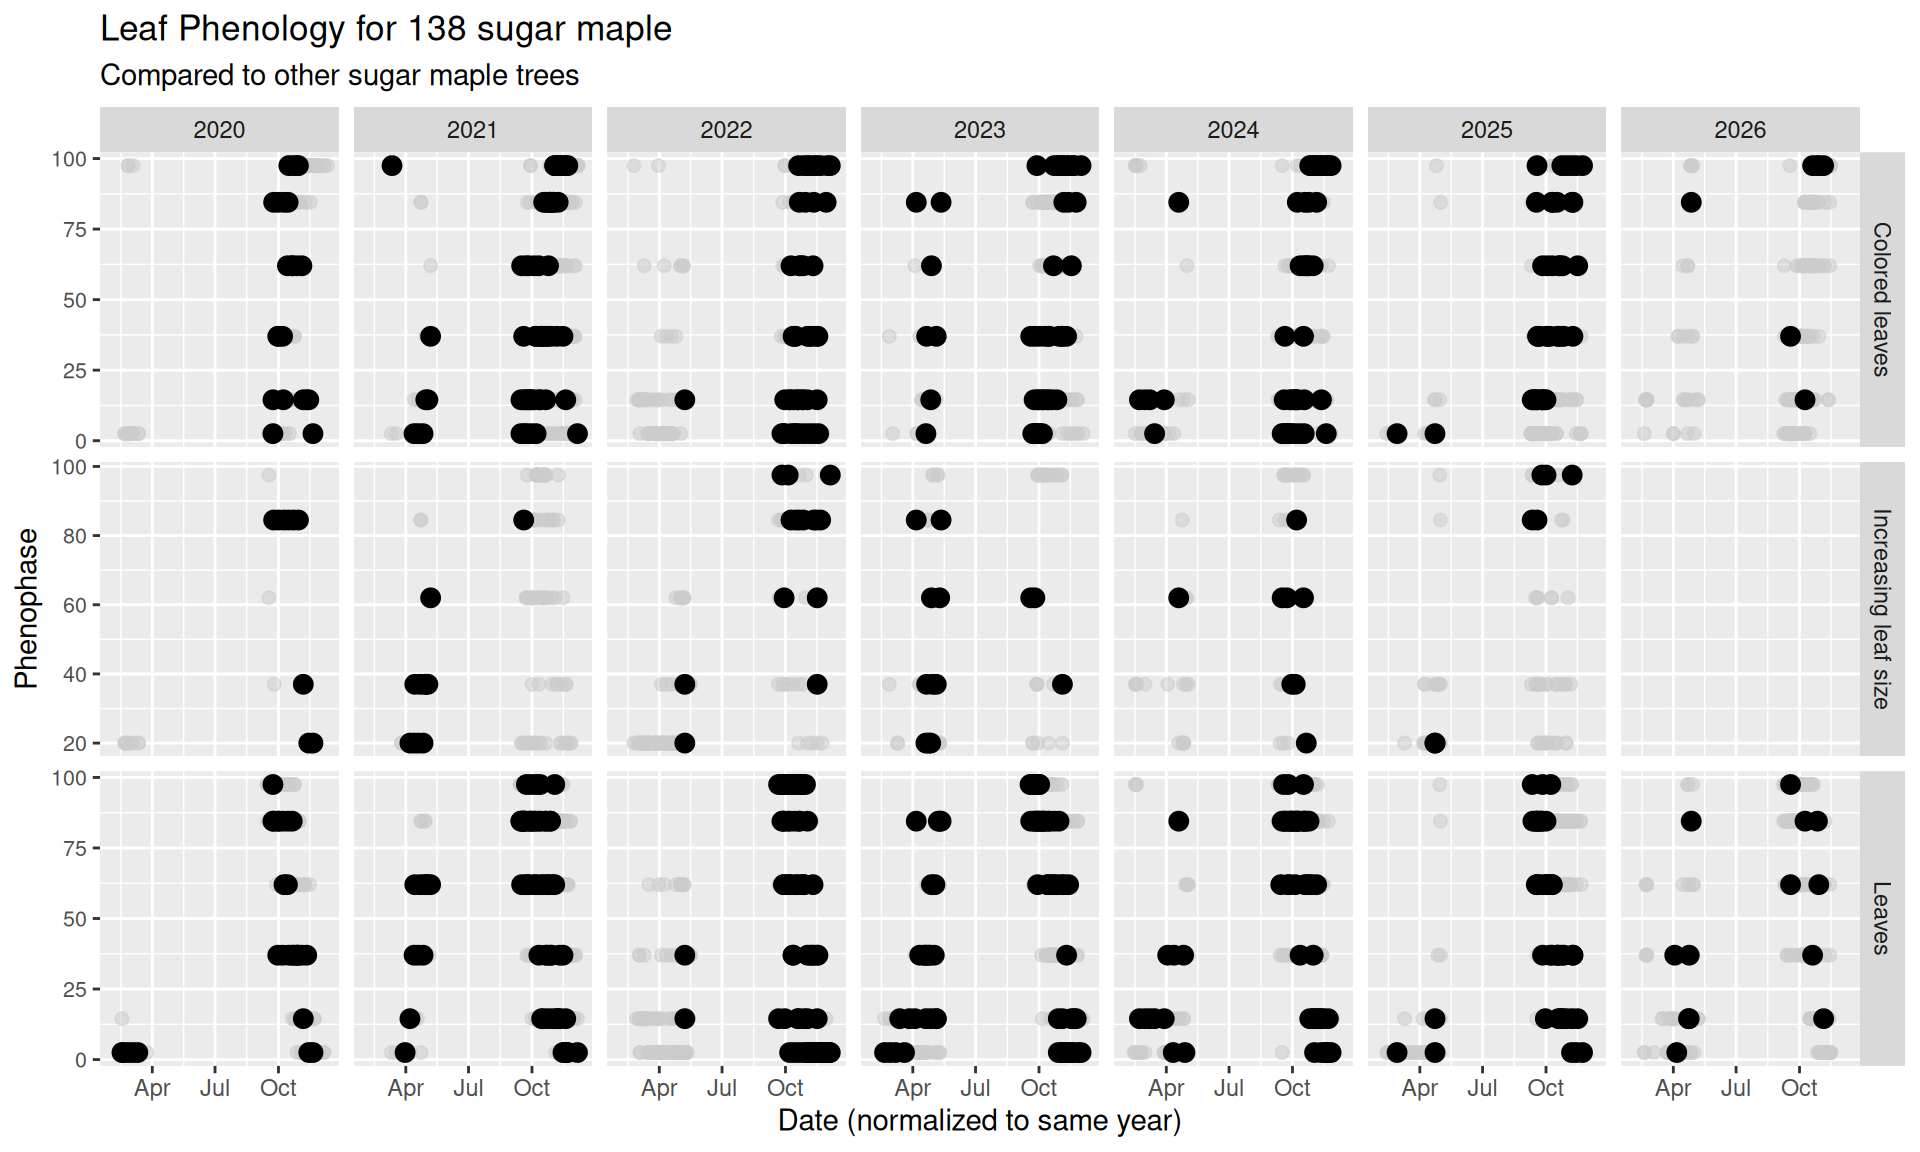 Leaf Phenology for 138 sugar maple
Compared to other sugar maple trees
2020 2021 2022 2023 2024 2025 2026
100
75
50
25
0
Colored leaves
100
80
60
40
20
Increasing leaf size
100
75
50
25
0
Leaves
Phenophase
Apr Jul Oct Apr Jul Oct Apr Jul Oct Apr Jul Oct Apr Jul Oct Apr Jul Oct Apr Jul Oct
Date (normalized to same year)